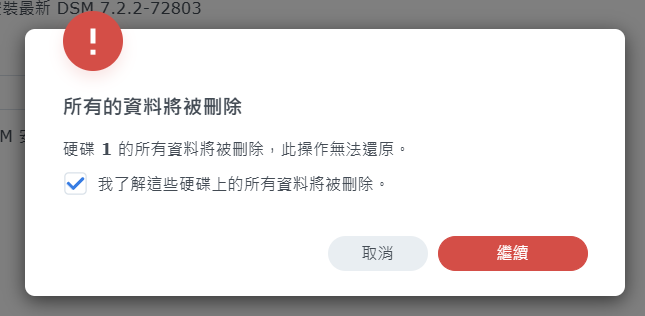 裝最新 DSM 7.2.2-72803
所有的資料將被刪除
硬碟 1 的所有資料將被刪除，此操作無法還原。
M
我了解這些硬碟上的所有資料將被刪除。
取消
繼續